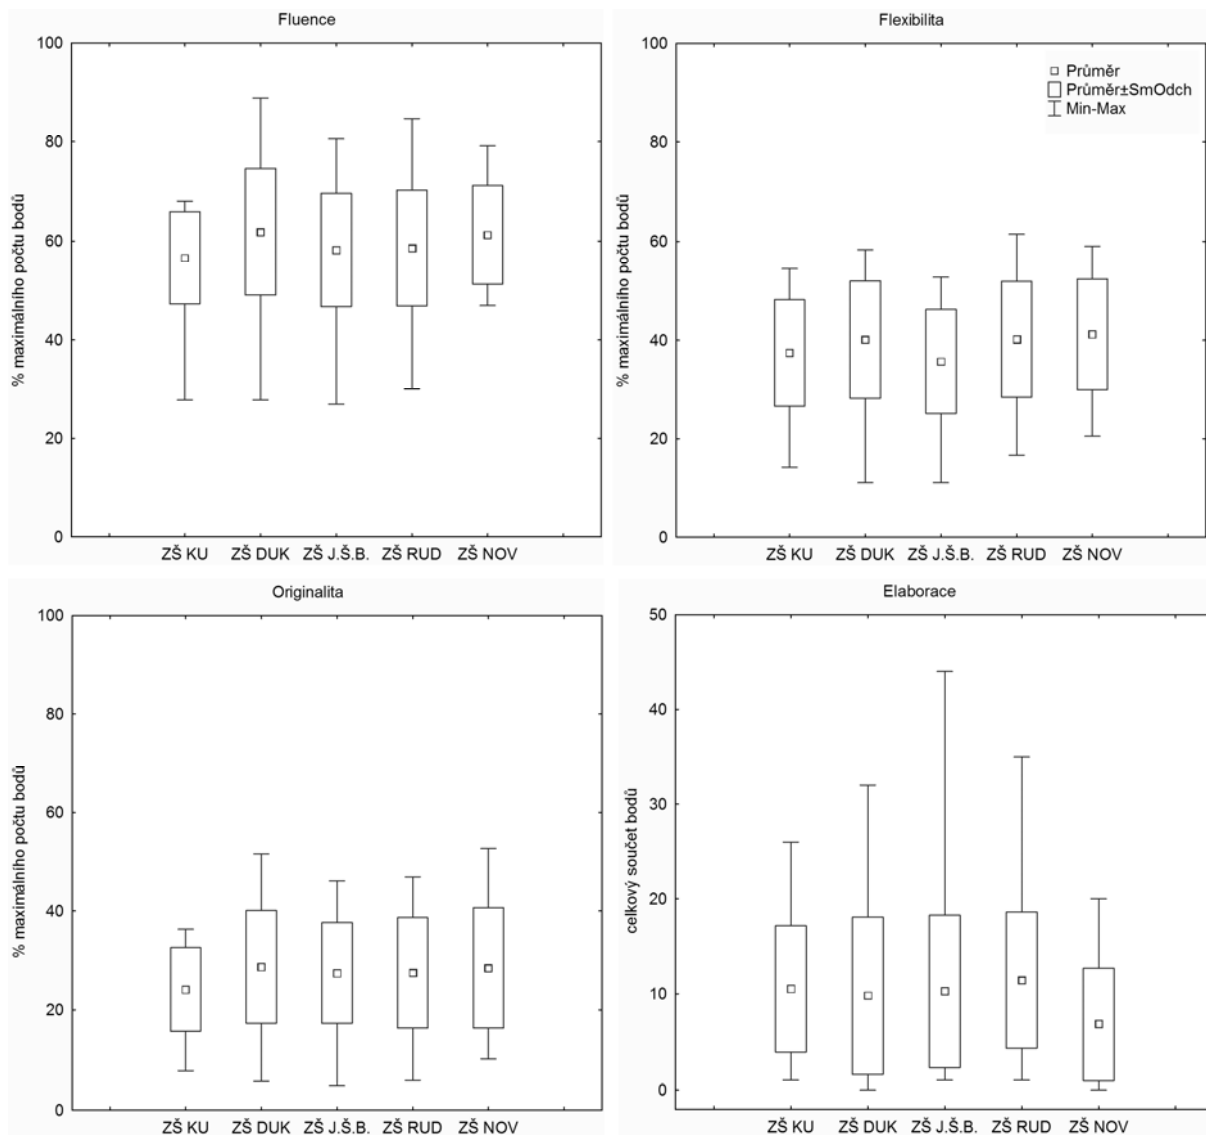 Fluence
100
80
60
40
20
0
% maximálního počtu bodů
ZŠ KU ZŠ DUK ZŠ J.Š.B. ZŠ RUD ZŠ NOV
Flexibilita
100
80
60
40
20
0
% maximálního počtu bodů
Průměr
Průměr±SmOdch
Min-Max
ZŠ KU ZŠ DUK ZŠ J.Š.B. ZŠ RUD ZŠ NOV
Originalita
100
80
60
40
20
0
% maximálního počtu bodů
ZŠ KU ZŠ DUK ZŠ J.Š.B. ZŠ RUD ZŠ NOV
Elaborace
50
40
30
20
10
0
celkový součet bodů
ZŠ KU ZŠ DUK ZŠ J.Š.B. ZŠ RUD ZŠ NOV